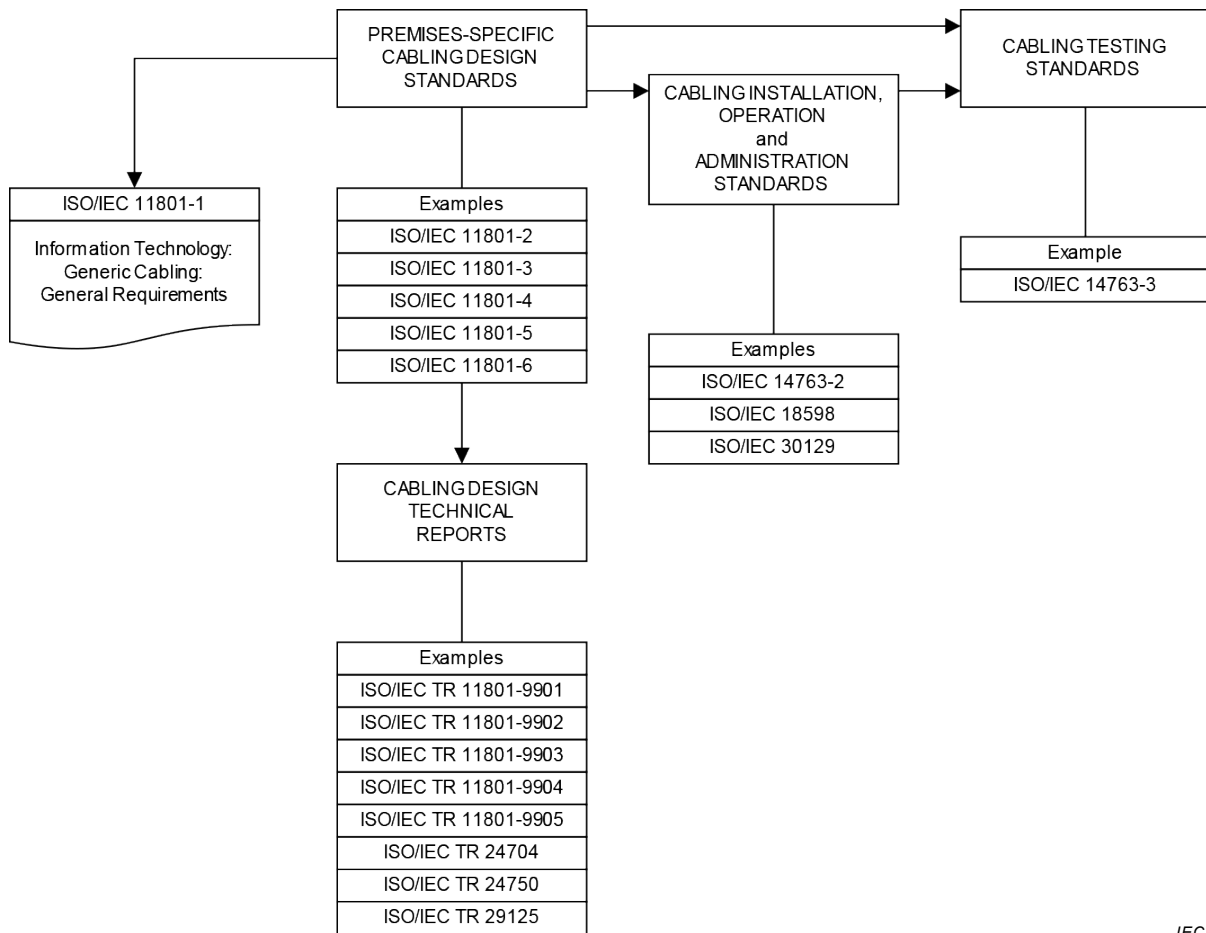 PREMISES-SPECIFIC
CABLING DESIGN
STANDARDS
CABLING TESTING
STANDARDS
CABLING INSTALLATION,
OPERATION
and
ADMINISTRATION
STANDARDS
ISO/IEC 11801-1
Information Technology:
Generic Cabling:
General Requirements
Examples
ISO/IEC 11801-2
ISO/IEC 11801-3
ISO/IEC 11801-4
ISO/IEC 11801-5
ISO/IEC 11801-6
Example
ISO/IEC 14763-3
Examples
ISO/IEC 14763-2
ISO/IEC 18598
ISO/IEC 30129
CABLING DESIGN
TECHNICAL
REPORTS
Examples
ISO/IEC TR 11801-9901
ISO/IEC TR 11801-9902
ISO/IEC TR 11801-9903
ISO/IEC TR 11801-9904
ISO/IEC TR 11801-9905
ISO/IEC TR 24704
ISO/IEC TR 24750
ISO/IEC TR 29125
IEC